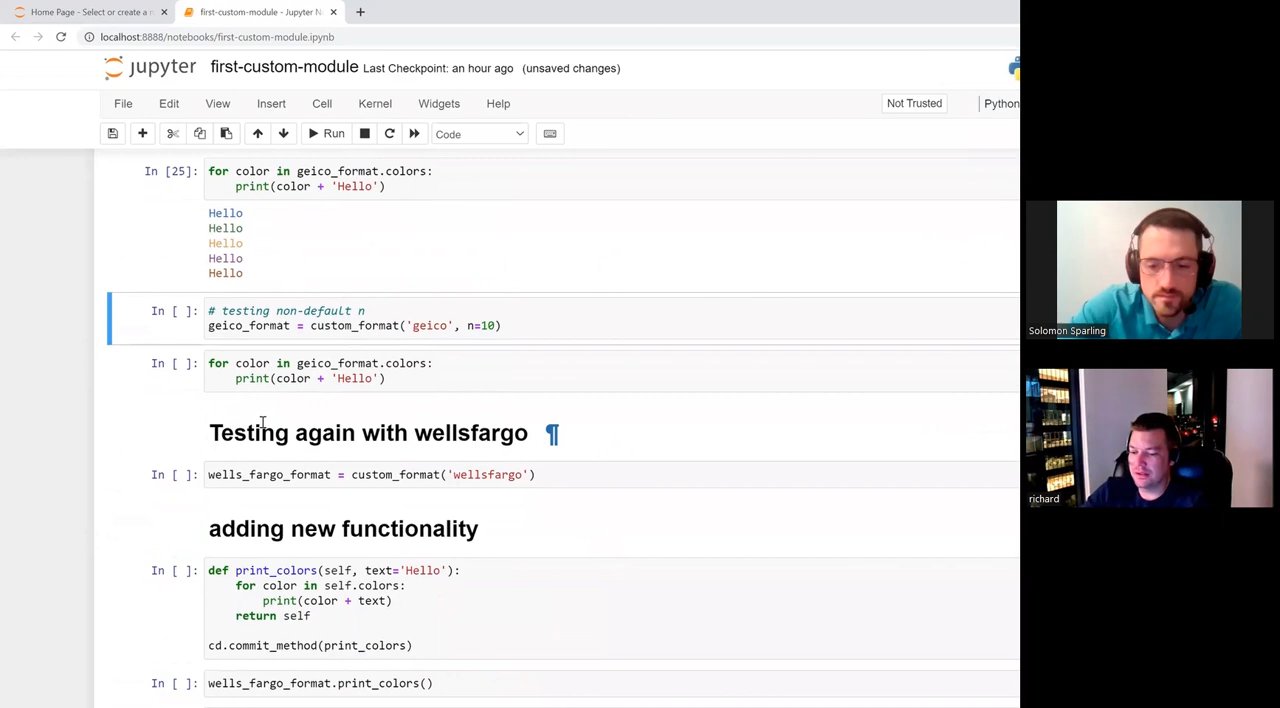 Home Page - Select or create a n
first-custom-module - Jupyter N
localhost:8888/notebooks/first-custom-module.ipynb
jupyter first-custom-module Last Checkpoint: an hour ago (unsaved changes)
File Edit View Insert Cell Kernel Widgets Help Not Trusted Python
Run Code
In [25]: for color in geico_format.colors:
print(color + 'Hello')
Hello
Hello
Hello
Hello
Hello
In [ ]: # testing non-default n
geico_format = custom_format('geico', n=10)
In [ ]: for color in geico_format.colors:
print(color + 'Hello')
Testing again with wellsfargo ¶
In [ ]: wells_fargo_format = custom_format('wellsfargo')
adding new functionality
In [ ]: def print_colors(self, text='Hello'):
for color in self.colors:
print(color + text)
return self
cd.commit_method(print_colors)
In [ ]: wells_fargo_format.print_colors()
Solomon Sparling
richard